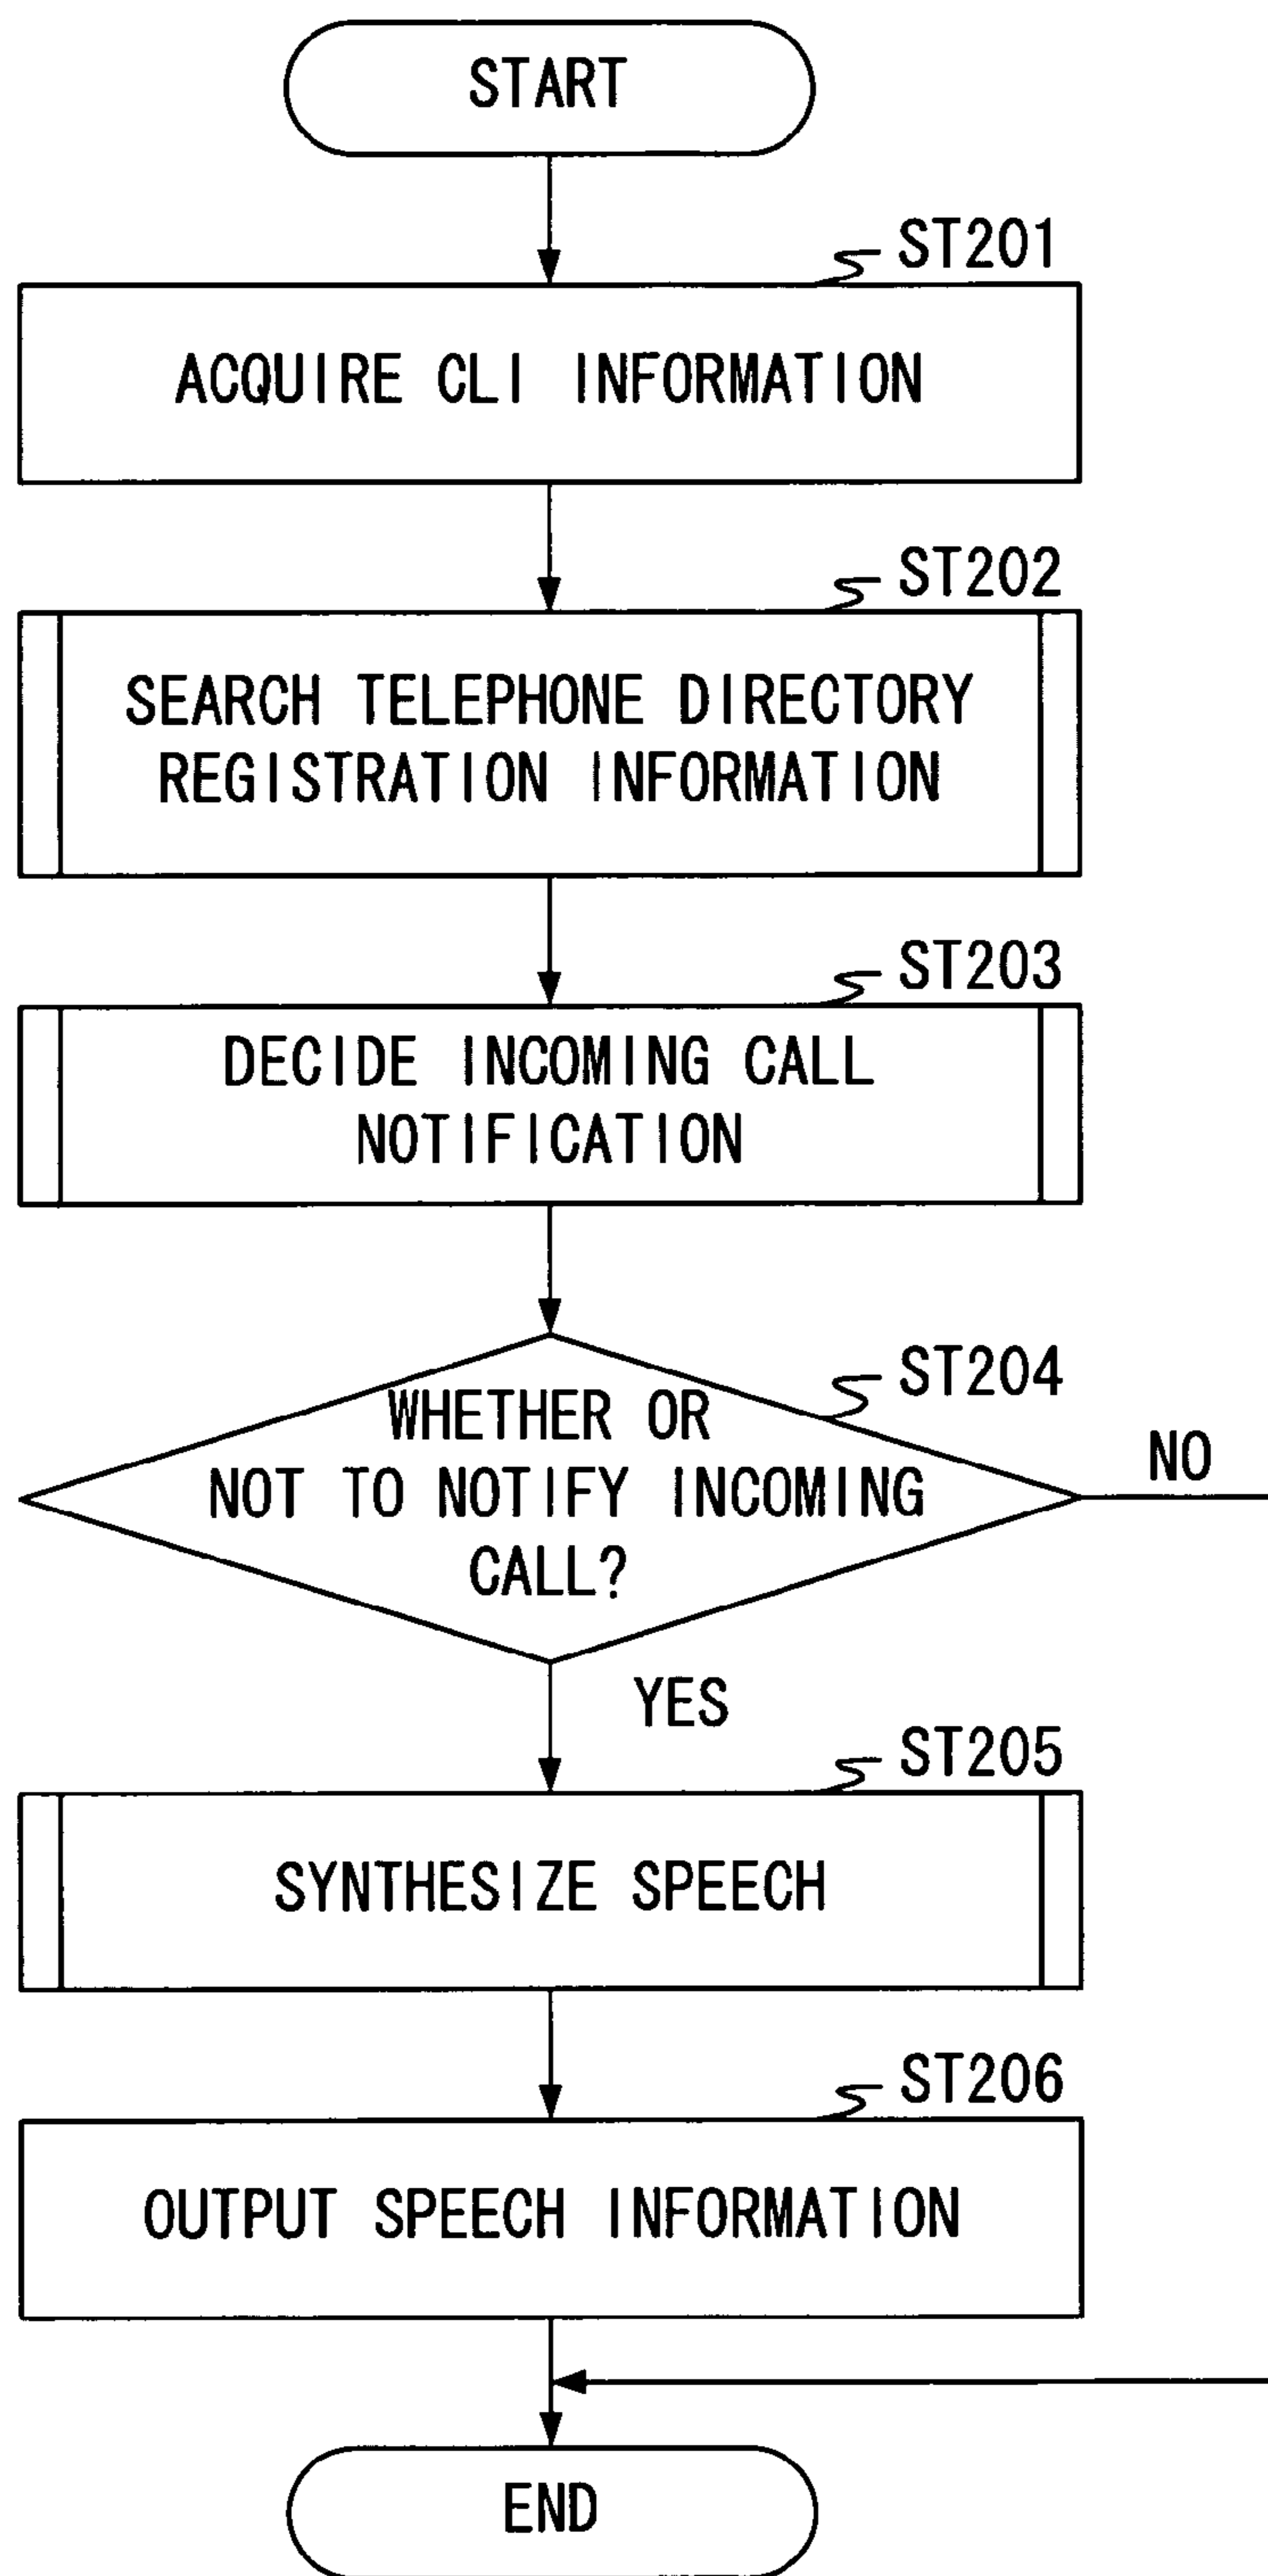 START
ST201
ACQUIRE CLI INFORMATION
ST202
SEARCH TELEPHONE DIRECTORY
REGISTRATION INFORMATION
ST203
DECIDE INCOMING CALL
NOTIFICATION
ST204
WHETHER OR
NOT TO NOTIFY INCOMING
CALL?
NO
YES
ST205
SYNTHESIZE SPEECH
ST206
OUTPUT SPEECH INFORMATION
END